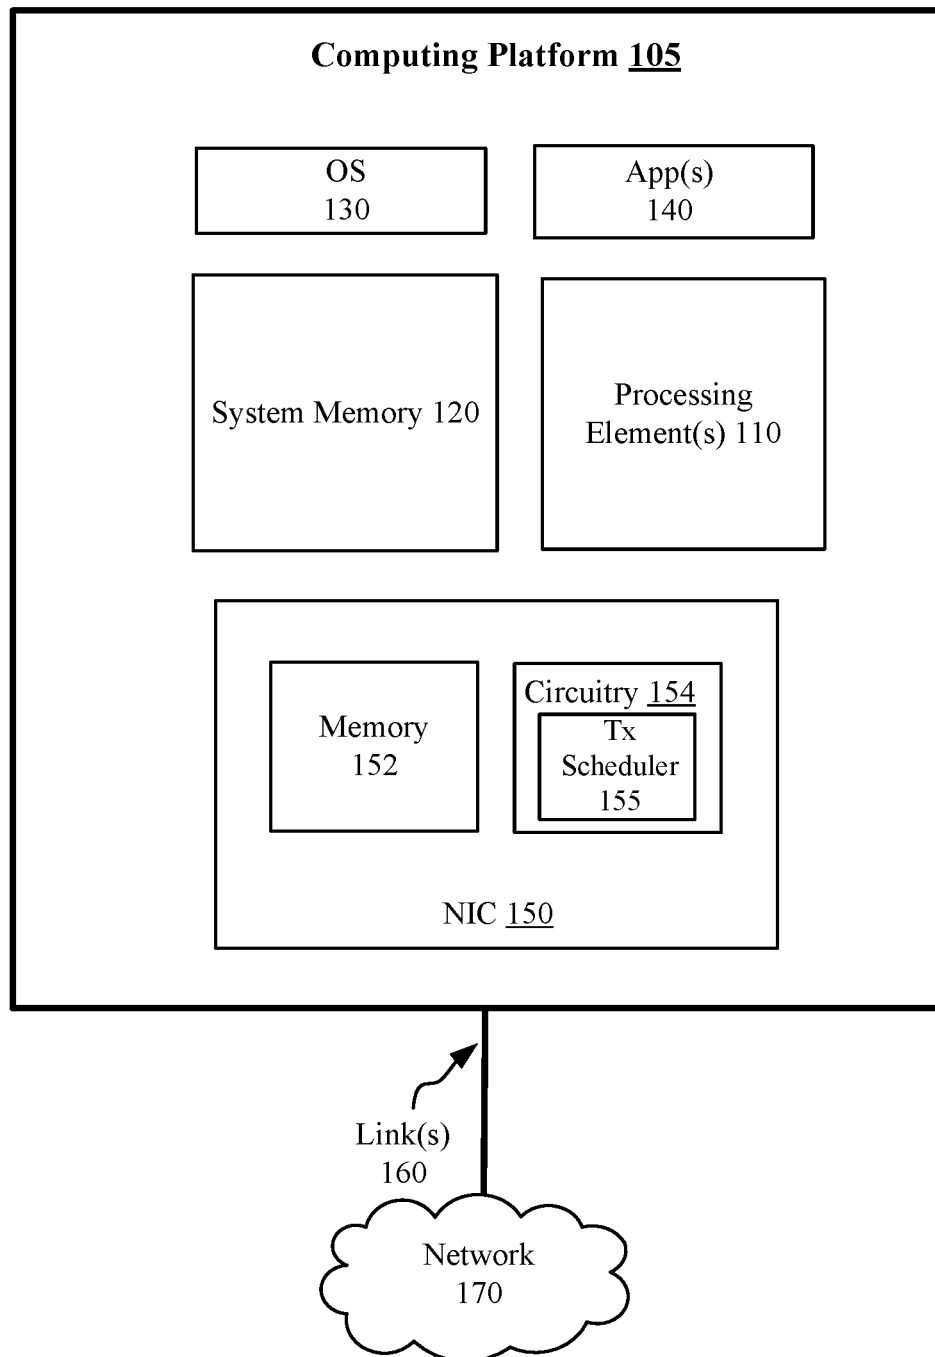 Computing Platform 105
OS
130
App(s)
140
System Memory 120
Processing
Element(s) 110
Memory
152
Circuitry 154
Tx
Scheduler
155
NIC 150
Link(s)
160
Network
170